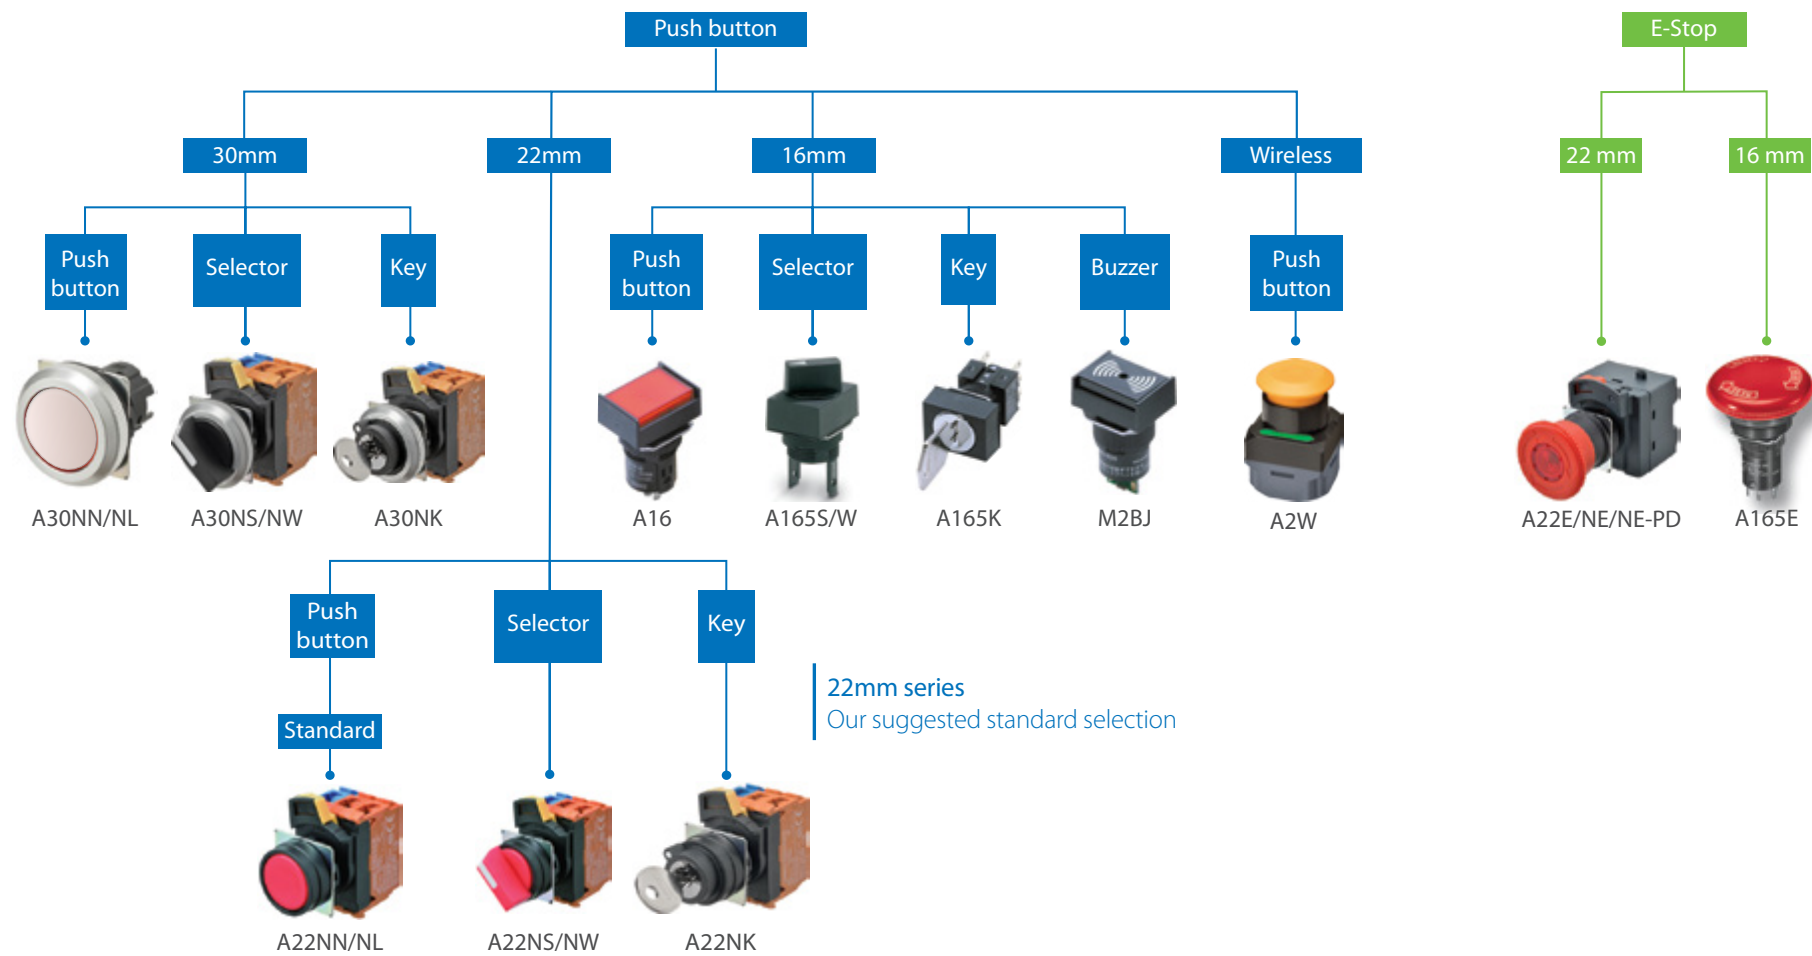 Push button
E-Stop
30mm
22mm
16mm
Wireless
22 mm
16 mm
Push
button
Selector
Key
Push
button
Selector
Key
Buzzer
Push
button
A30NN/NL
A30NS/NW
A30NK
A16
A165S/W
A165K
M2BJ
A2W
A22E/NE/NE-PD
A165E
Push
button
Selector
Key
22mm series
Our suggested standard selection
Standard
A22NN/NL
A22NS/NW
A22NK